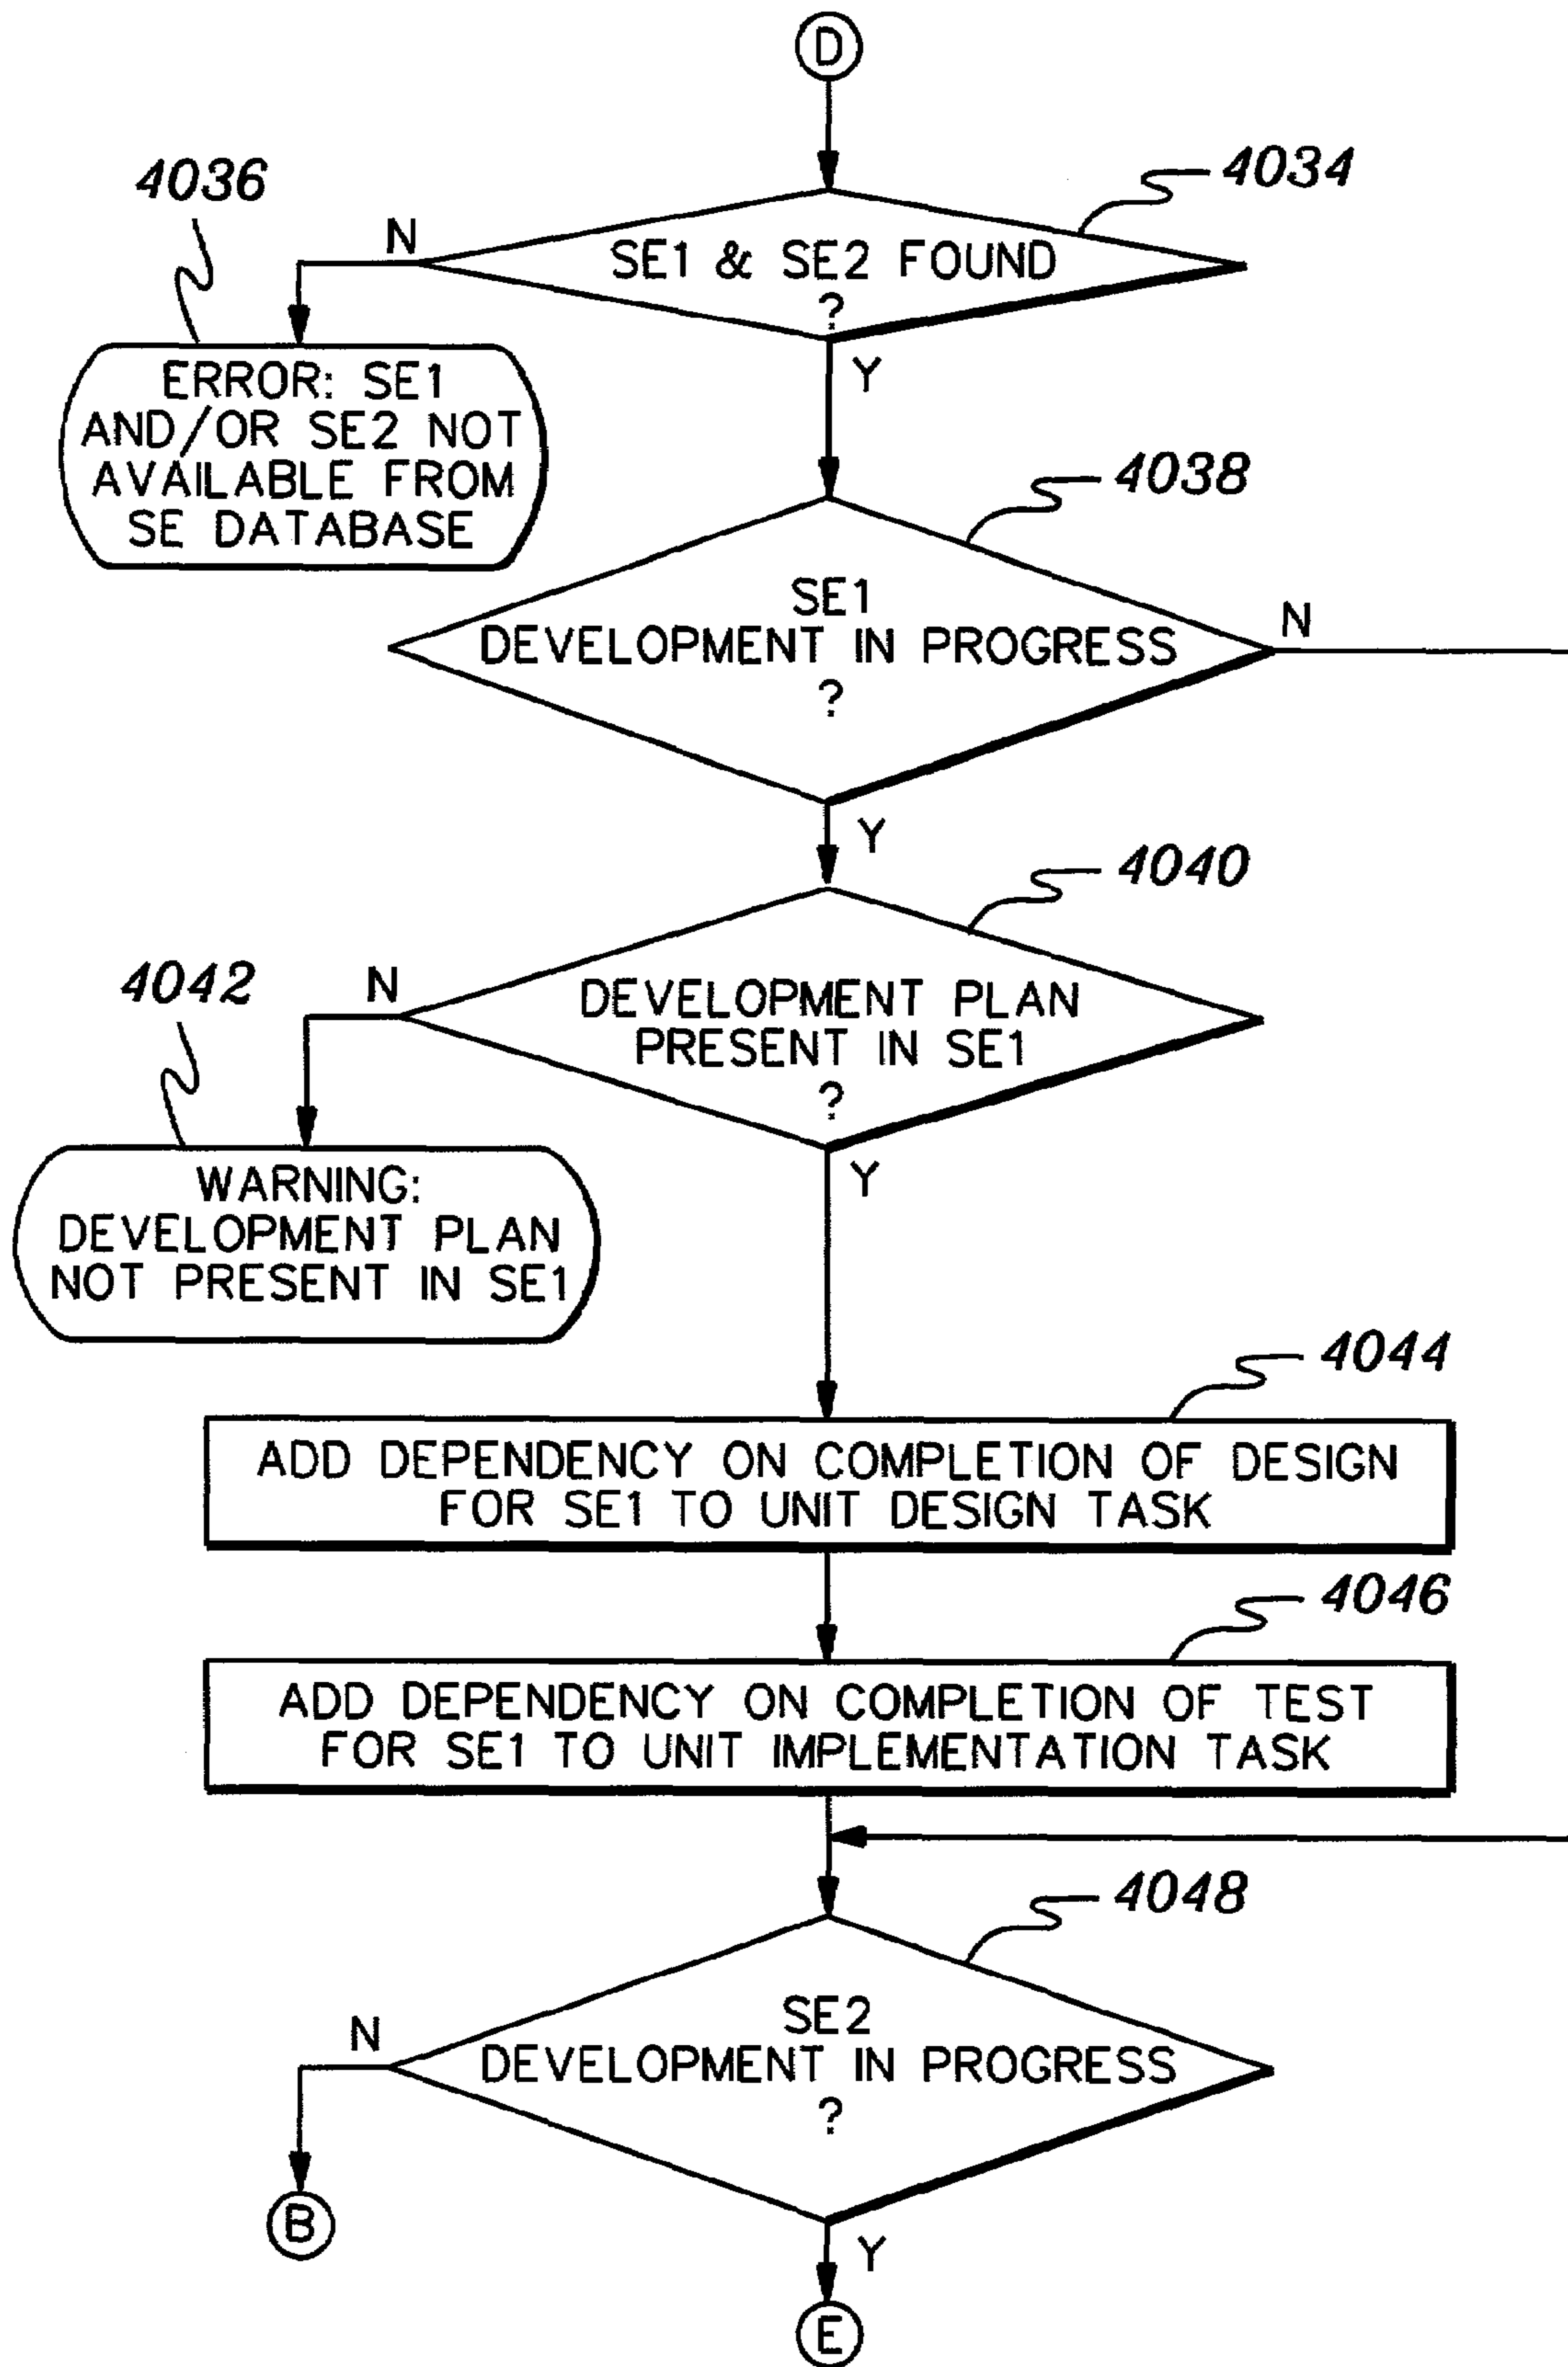 D
4034
4036
N
SE1 & SE2 FOUND
?
Y
ERROR: SE1
AND/OR SE2 NOT
AVAILABLE FROM
SE DATABASE
4038
SE1
DEVELOPMENT IN PROGRESS
?
N
Y
4040
4042
N
DEVELOPMENT PLAN
PRESENT IN SE1
?
Y
WARNING:
DEVELOPMENT PLAN
NOT PRESENT IN SE1
4044
ADD DEPENDENCY ON COMPLETION OF DESIGN
FOR SE1 TO UNIT DESIGN TASK
4046
ADD DEPENDENCY ON COMPLETION OF TEST
FOR SE1 TO UNIT IMPLEMENTATION TASK
4048
N
SE2
DEVELOPMENT IN PROGRESS
?
B
Y
E